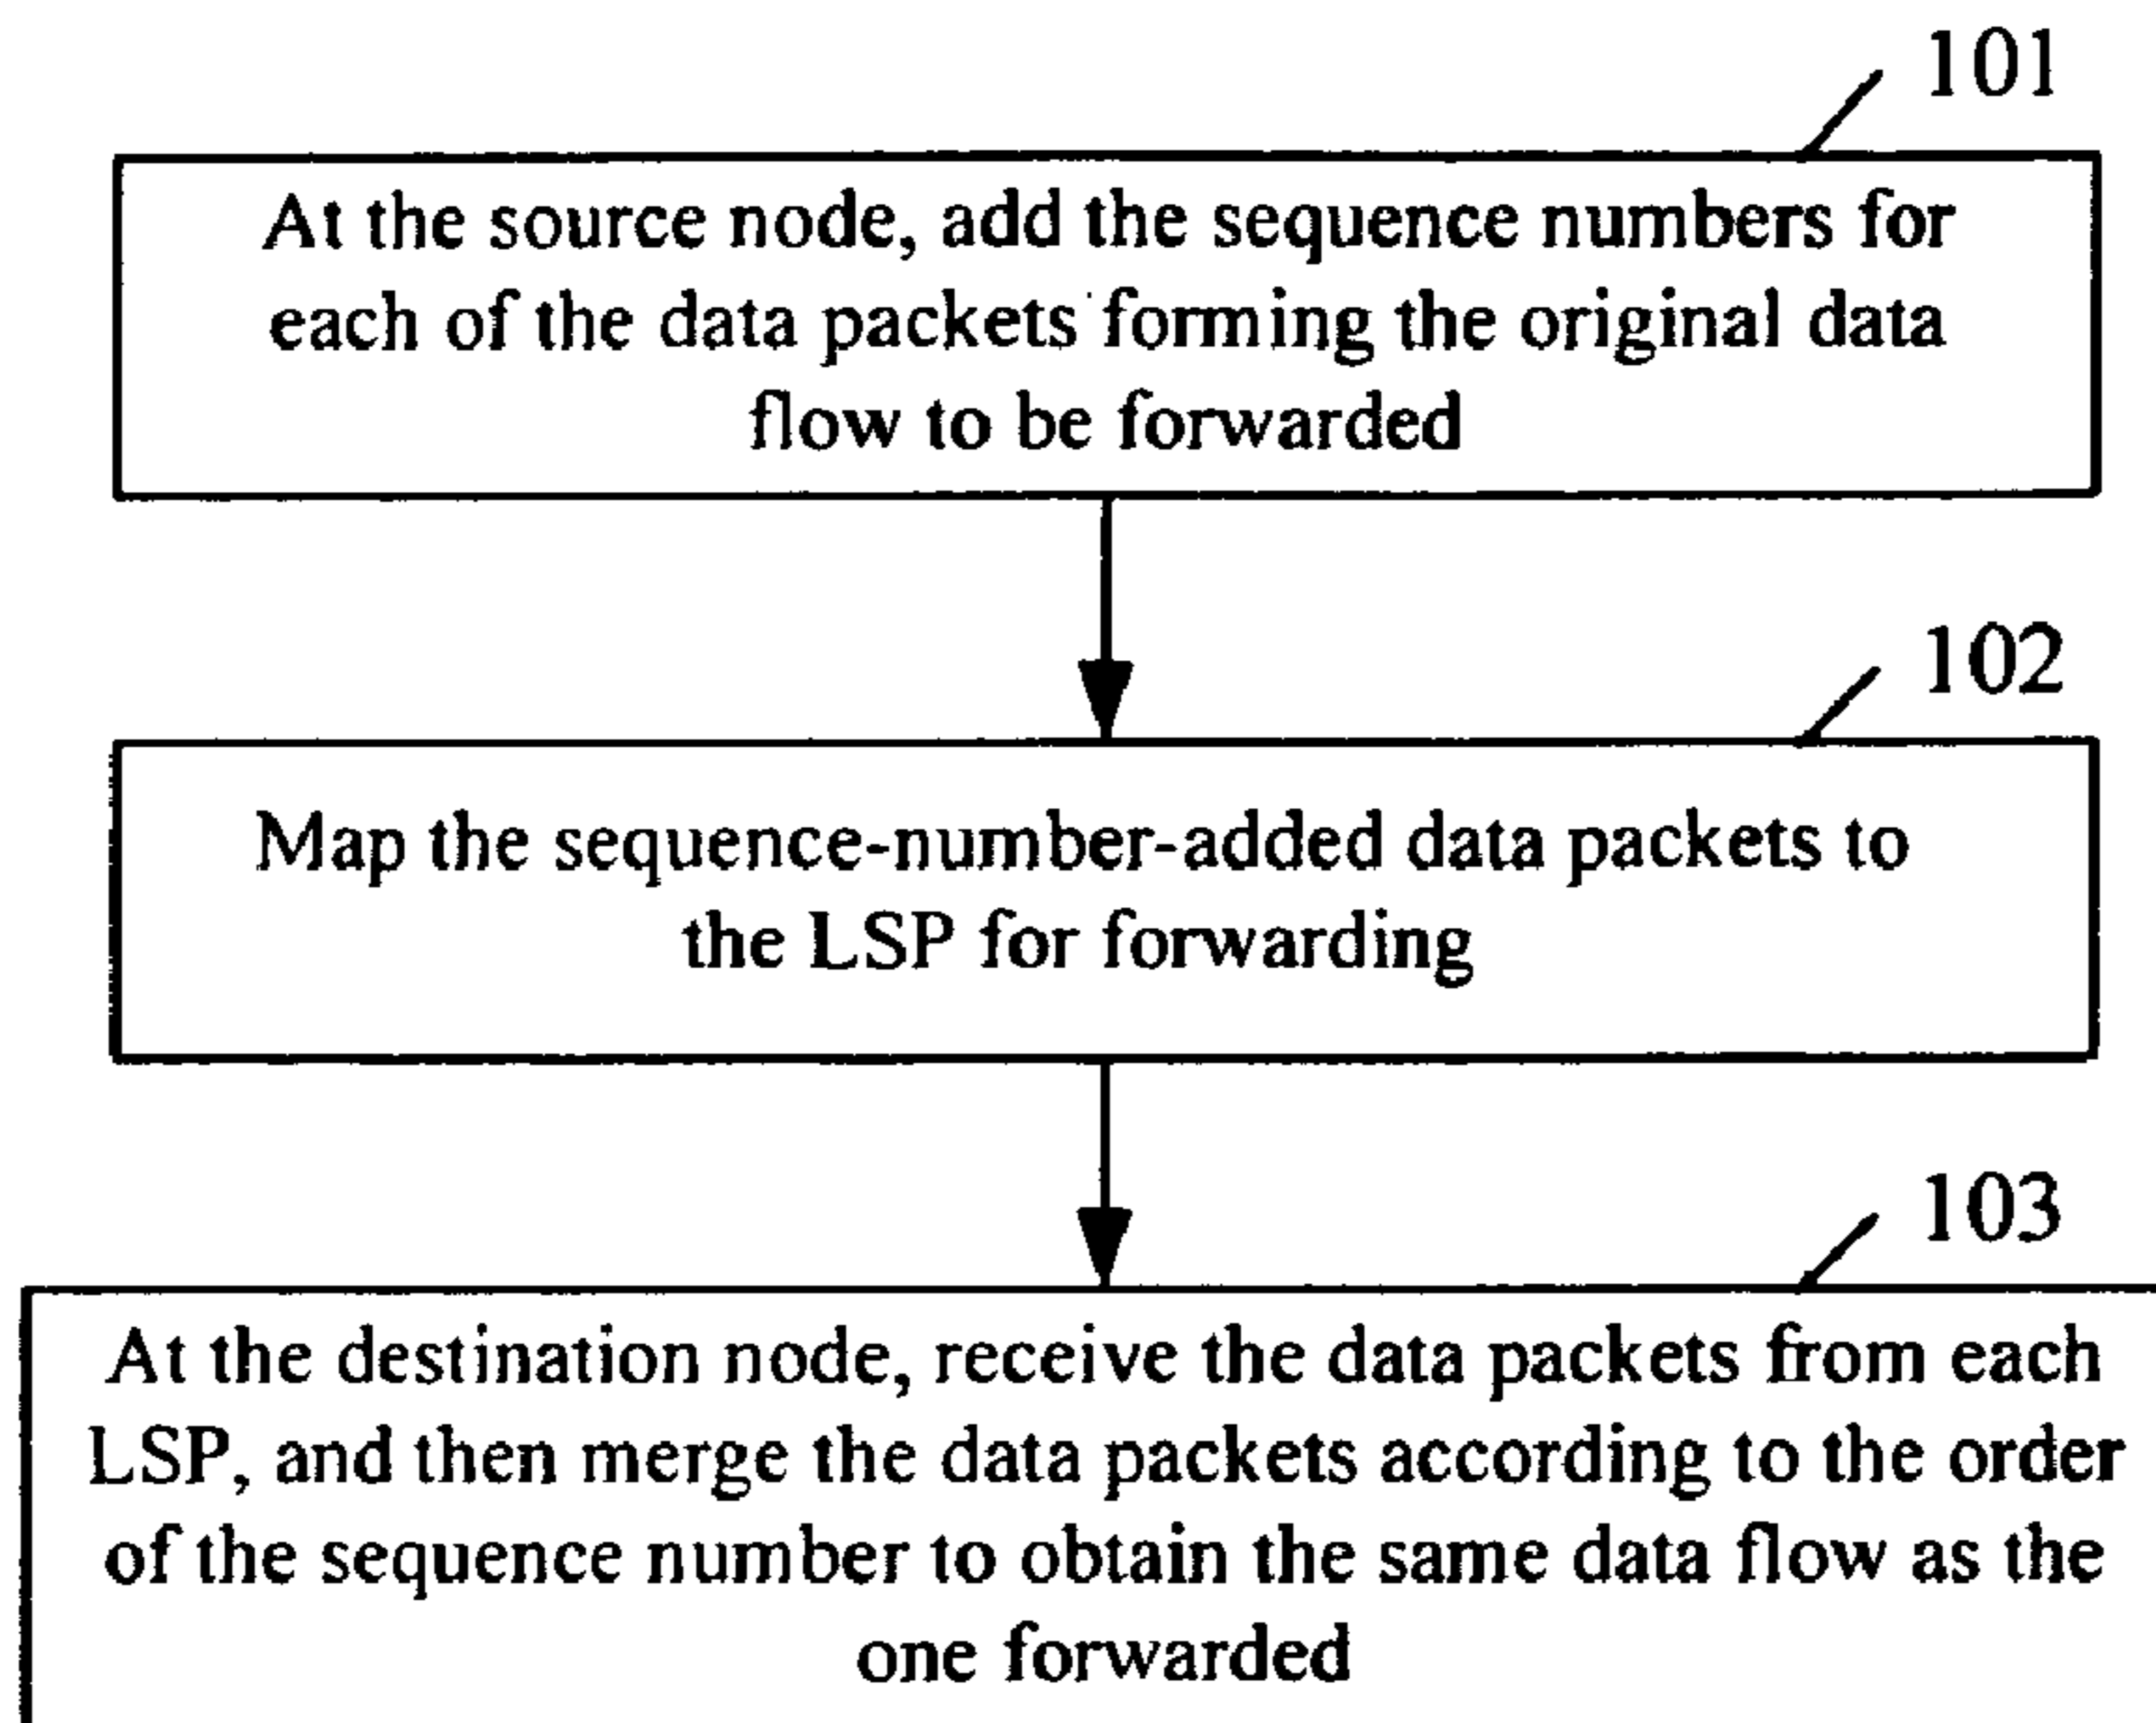 101
At the source node, add the sequence numbers for
each of the data packets forming the original data
flow to be forwarded
102
Map the sequence-number-added data packets to
the LSP for forwarding
103
At the destination node, receive the data packets from each
LSP, and then merge the data packets according to the order
of the sequence number to obtain the same data flow as the
one forwarded